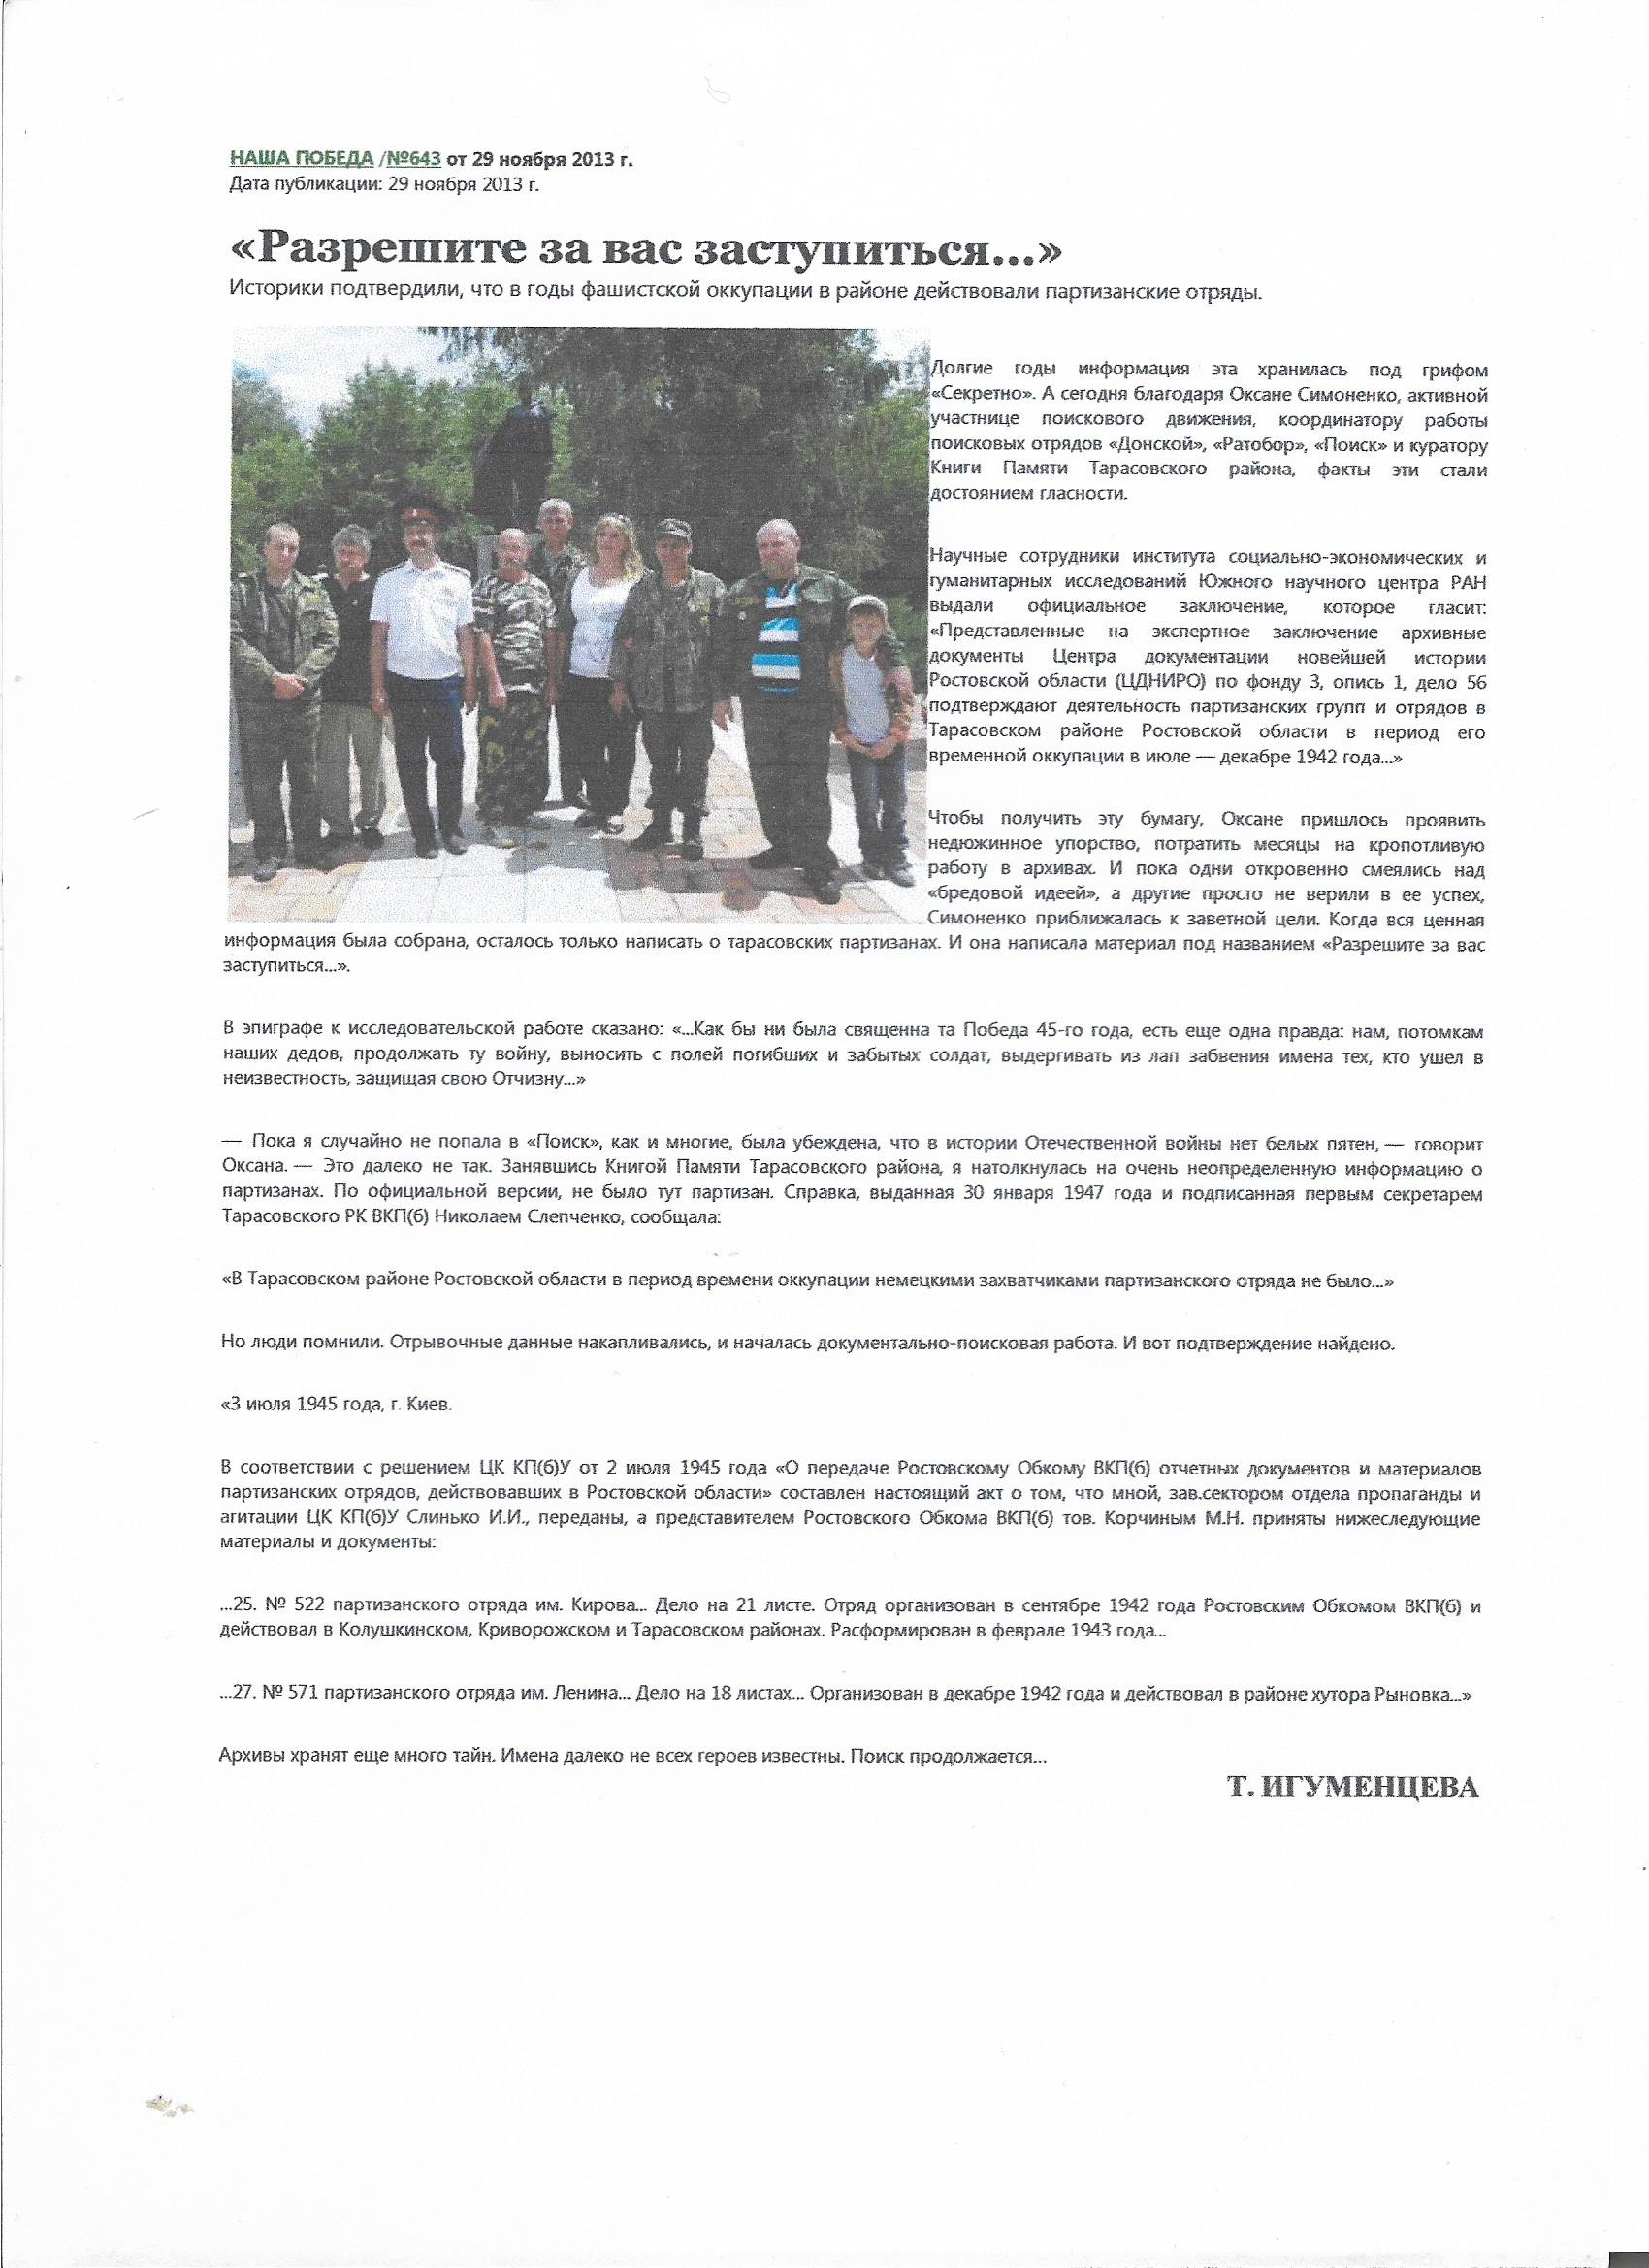 НАША ПОБЕДА /№643 от 29 ноября 2013 г.
Дата публикации: 29 ноября 2013 г.
«Разрешите за вас заступиться...»
Историки подтвердили, что в годы фашистской оккупации в районе действовали партизанские отряды.
Долгие годы информация эта хранилась под грифом
«Секретно». А сегодня благодаря Оксане Симоненко, активной
участнице поискового движения, координатору работы
поисковых отрядов «Донской», «Ратобор», «Поиск» и куратору
Книги Памяти Тарасовского района, факты эти стали
достоянием гласности.
Научные сотрудники института социально-экономических и
гуманитарных исследований Южного научного центра РАН
выдали официальное заключение, которое гласит:
«Представленные на экспертное заключение архивные
документы Центра документации новейшей истории
Ростовской области (ЦДНИРО) по фонду 3, опись 1, дело 56
подтверждают деятельность партизанских групп и отрядов в
Тарасовском районе Ростовской области в период его
временной оккупации в июле — декабре 1942 года...»
Чтобы получить эту бумагу, Оксане пришлось проявить
недюжинное упорство, потратить месяцы на кропотливую
работу в архивах. И пока одни откровенно смеялись над
«бредовой идеей», а другие просто не верили в ее успех,
Симоненко приближалась к заветной цели. Когда вся ценная
информация была собрана, осталось только написать о тарасовских партизанах. И она написала материал под названием «Разрешите за вас
заступиться...».
В эпиграфе к исследовательской работе сказано: «...Как бы ни была священна та Победа 45-го года, есть еще одна правда: нам, потомкам
наших дедов, продолжать ту войну, выносить с полей погибших и забытых солдат, выдергивать из лап забвения имена тех, кто ушел в
неизвестность, защищая свою Отчизну...»
— Пока я случайно не попала в «Поиск», как и многие, была убеждена, что в истории Отечественной войны нет белых пятен, — говорит
Оксана. — Это далеко не так. Занявшись Книгой Памяти Тарасовского района, я натолкнулась на очень неопределенную информацию о
партизанах. По официальной версии, не было тут партизан. Справка, выданная 30 января 1947 года и подписанная первым секретарем
Тарасовского РК ВКП(б) Николаем Слепченко, сообщала:
«В Тарасовском районе Ростовской области в период времени оккупации немецкими захватчиками партизанского отряда не было...»
Но люди помнили. Отрывочные данные накапливались, и началась документально-поисковая работа. И вот подтверждение найдено.
«3 июля 1945 года, г. Киев.
В соответствии с решением ЦК КП(б)У от 2 июля 1945 года «О передаче Ростовскому Обкому ВКП(б) отчетных документов и материалов
партизанских отрядов, действовавших в Ростовской области» составлен настоящий акт о том, что мной, зав.сектором отдела пропаганды и
агитации ЦК КП(б)У Слинько И.И., переданы, а представителем Ростовского Обкома ВКП(б) тов. Корчиным М.Н. приняты нижеследующие
материалы и документы:
...25. № 522 партизанского отряда им. Кирова... Дело на 21 листе. Отряд организован в сентябре 1942 года Ростовским Обкомом ВКП(б) и
действовал в Колушкинском, Криворожском и Тарасовском районах. Расформирован в феврале 1943 года...
...27. № 571 партизанского отряда им. Ленина... Дело на 18 листах... Организован в декабре 1942 года и действовал в районе хутора Рыновка...»
Архивы хранят еще много тайн. Имена далеко не всех героев известны. Поиск продолжается...
Т. ИГУМЕНЦЕВА